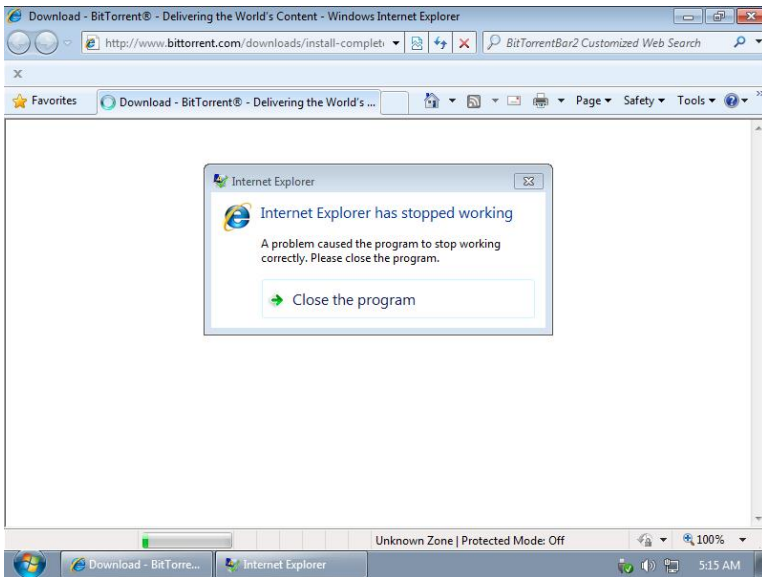 Download - BitTorrent® - Delivering the World's Content - Windows Internet Explorer
http://www.bittorrent.com/downloads/install-complet
BitTorrentBar2 Customized Web Search
x
Favorites
Download - BitTorrent® - Delivering the World's ...
Page
Safety
Tools
Internet Explorer
Internet Explorer has stopped working
A problem caused the program to stop working
correctly. Please close the program.
Close the program
Unknown Zone | Protected Mode: Off
100%
Download - BitTorre...
Internet Explorer
5:15 AM